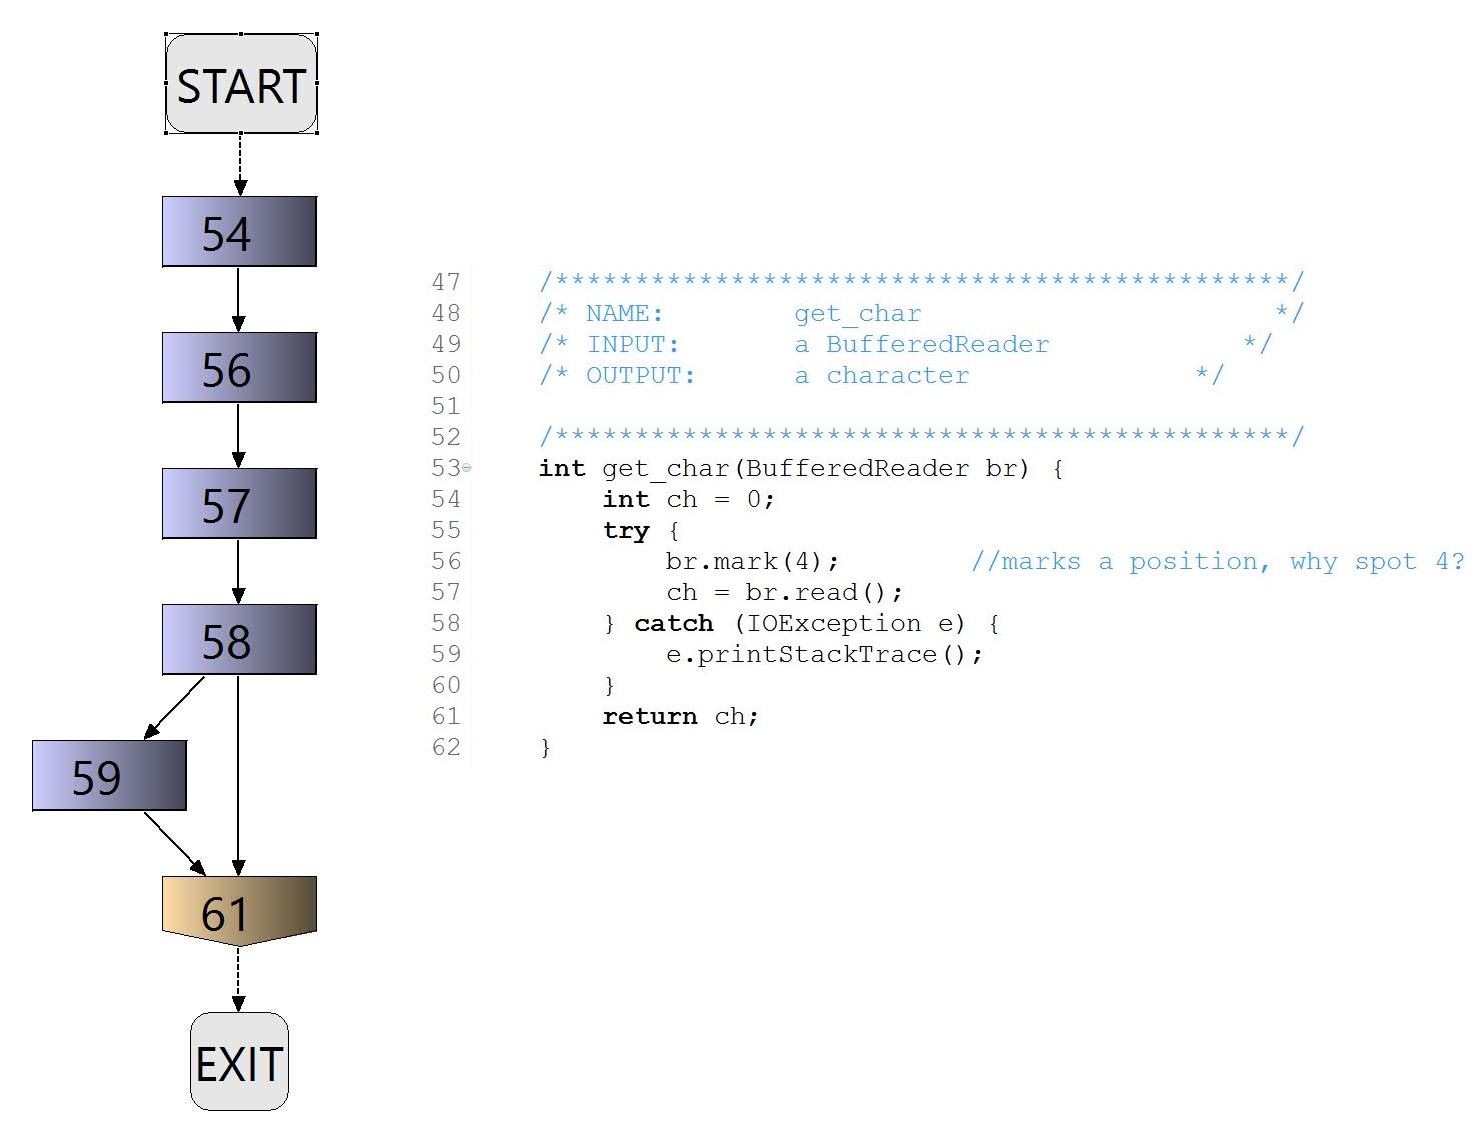 START
54
56
57
58
59
61
EXIT
47 /**********************************************/
48 /* NAME: get_char */
49 /* INPUT: a BufferedReader */
50 /* OUTPUT: a character */
51
52 /**********************************************/
53 int get_char(BufferedReader br) {
54 int ch = 0;
55 try {
56 br.mark(4); //marks a position, why spot 4?
57 ch = br.read();
58 } catch (IOException e) {
59 e.printStackTrace();
60 }
61 return ch;
62 }